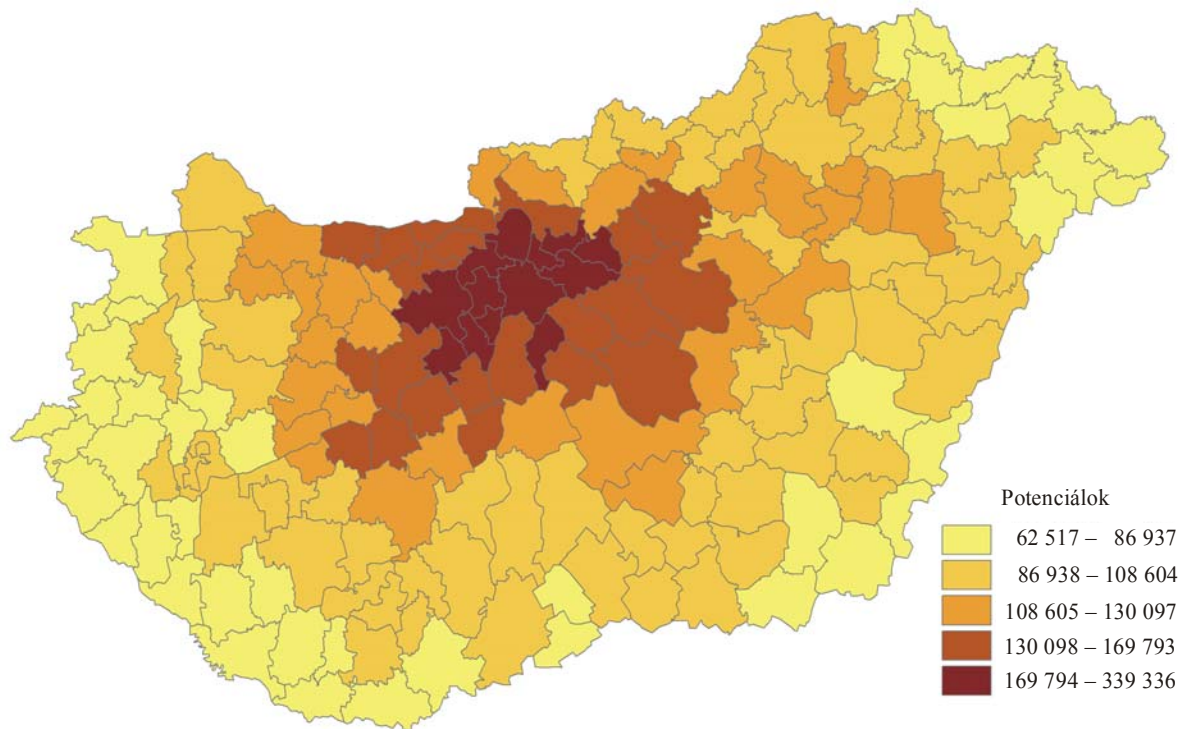 Potenciálok
62 517 – 86 937
86 938 – 108 604
108 605 – 130 097
130 098 – 169 793
169 794 – 339 336